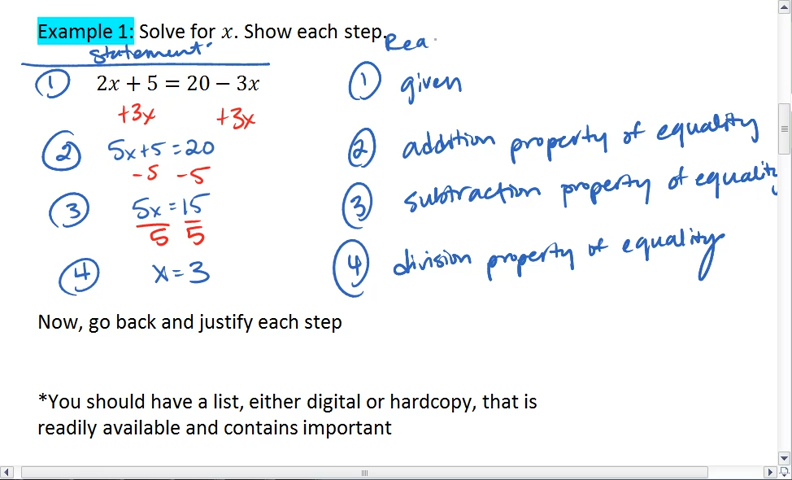 Example 1: Solve for x. Show each step.
statement Rea
① 2x + 5 = 20 − 3x ① given
+3x +3x
② 5x+5=20 ② addition property of equality
-5 -5
③ 5x=15 ③ subtraction property of equality
5 5
④ x=3 ④ division property of equality
Now, go back and justify each step
*You should have a list, either digital or hardcopy, that is
readily available and contains important